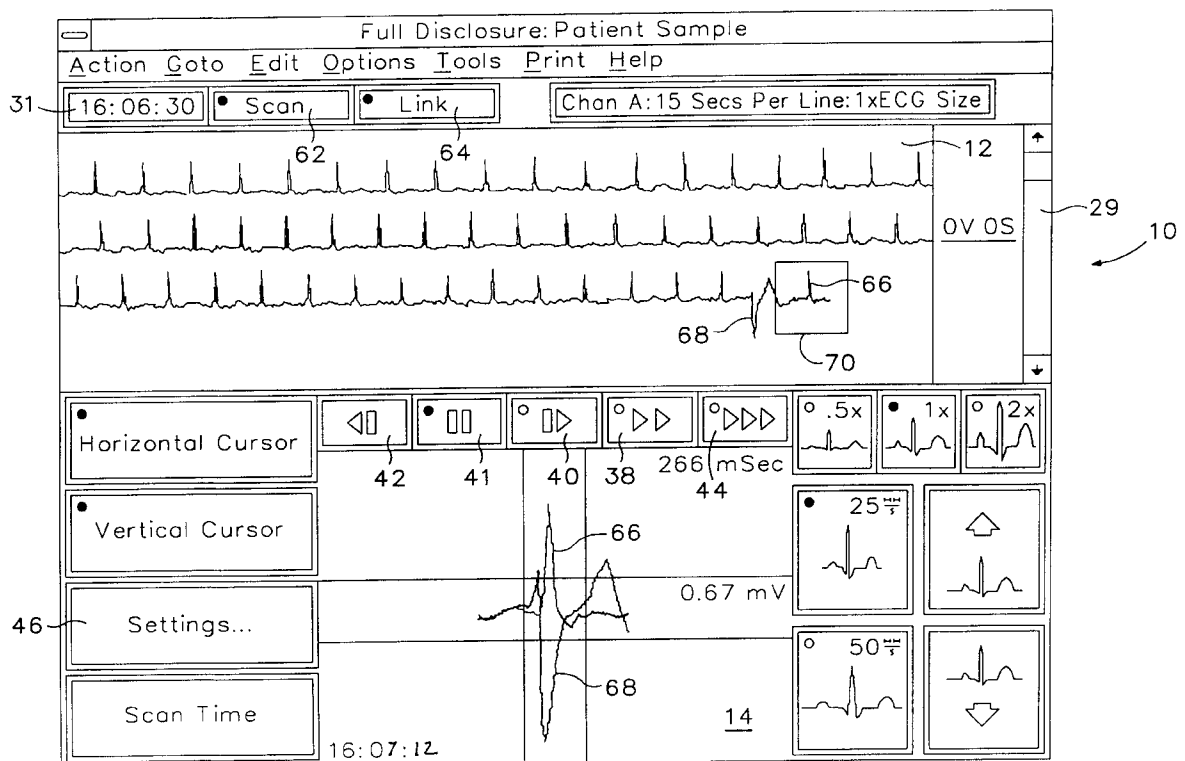 Full Disclosure: Patient Sample
Action Goto Edit Options Tools Print Help
31
16:06:30
Scan
Link
Chan A:15 Secs Per Line:1xECG Size
62
64
12
29
0V 0S
10
66
68
70
Horizontal Cursor
42
41
40
38
44
.5x
1x
2x
266 mSec
Vertical Cursor
66
25 MM/S
0.67 mV
46
Settings...
50 MM/S
68
Scan Time
14
16:07:12